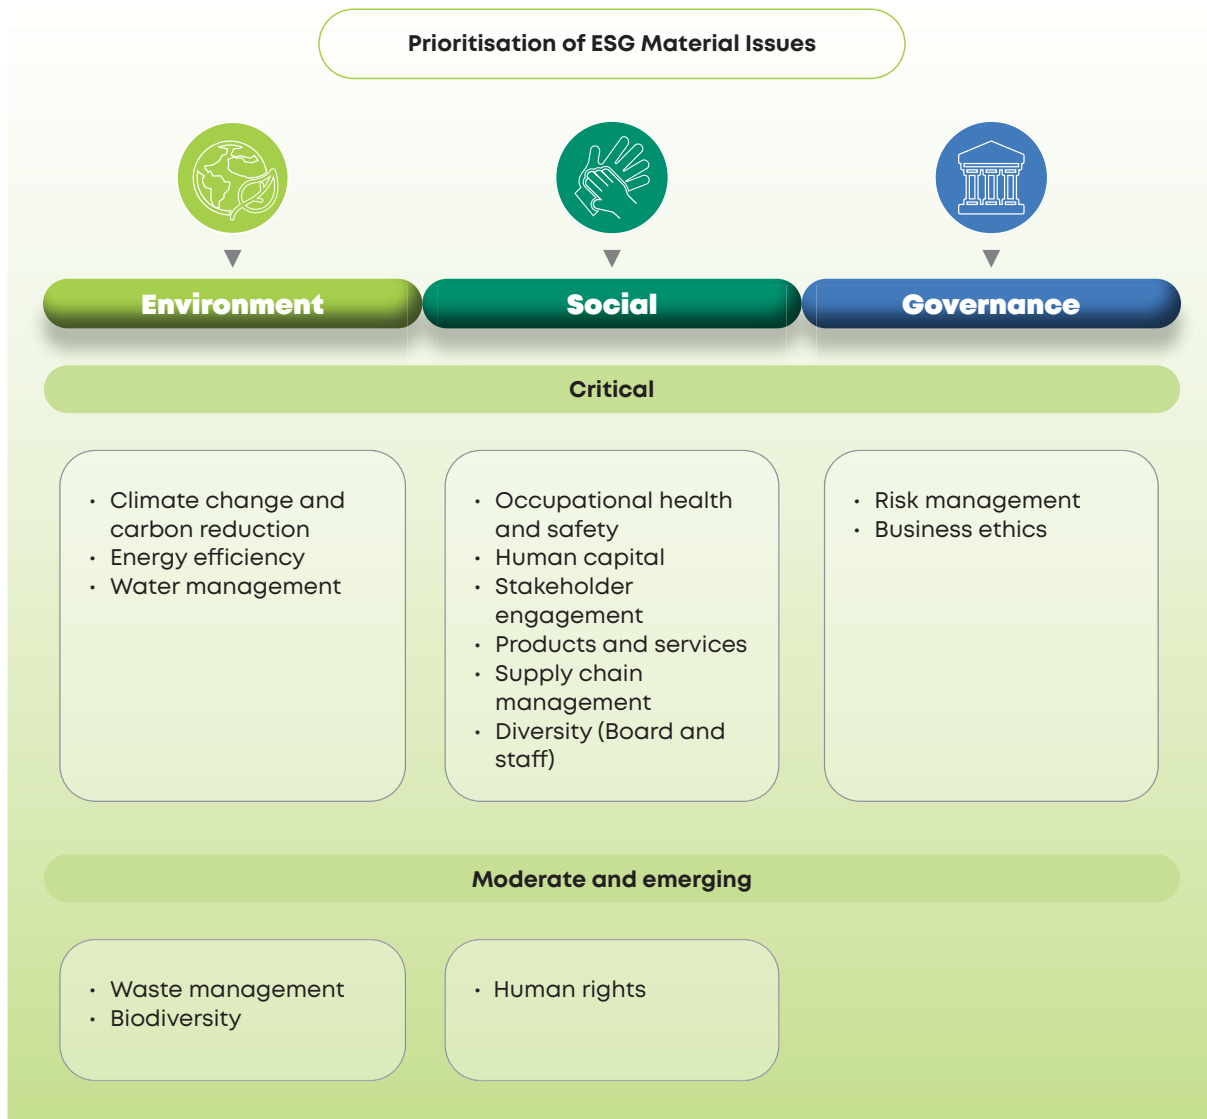 Prioritisation of ESG Material Issues
Environment
Social
Governance
Critical
• Climate change and
carbon reduction
• Energy efficiency
• Water management
• Occupational health
and safety
• Human capital
• Stakeholder
engagement
• Products and services
• Supply chain
management
• Diversity (Board and
staff)
• Risk management
• Business ethics
Moderate and emerging
• Waste management
• Biodiversity
• Human rights